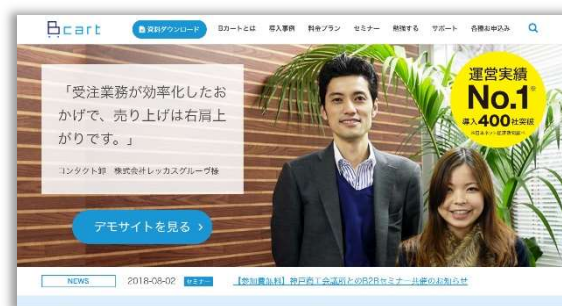 Bcart
資料ダウンロード Bカートとは 導入事例 料金プラン セミナー 勉強する サポート 各種お申込み
運営実績
No.1※
導入400社突破
「受注業務が効率化したお
かげで、売り上げは右肩上
がりです。」
コンタクト卸 株式会社レッカスグルーヴ様
デモサイトを見る
NEWS 2018-08-02 セミナー 【参加費無料】神戸商工会議所とのB2Bセミナー共催のお知らせ